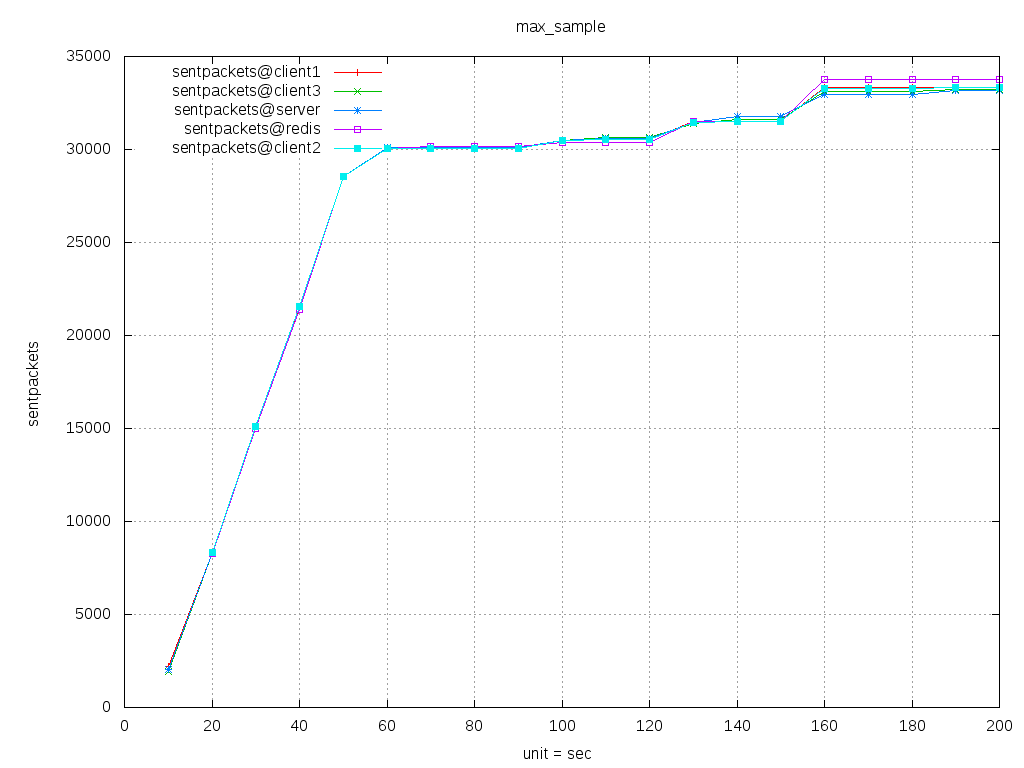 max_sample
35000
30000
25000
20000
15000
10000
5000
0
sentpackets
sentpackets@client1
sentpackets@client3
sentpackets@server
sentpackets@redis
sentpackets@client2
0 20 40 60 80 100 120 140 160 180 200
unit = sec